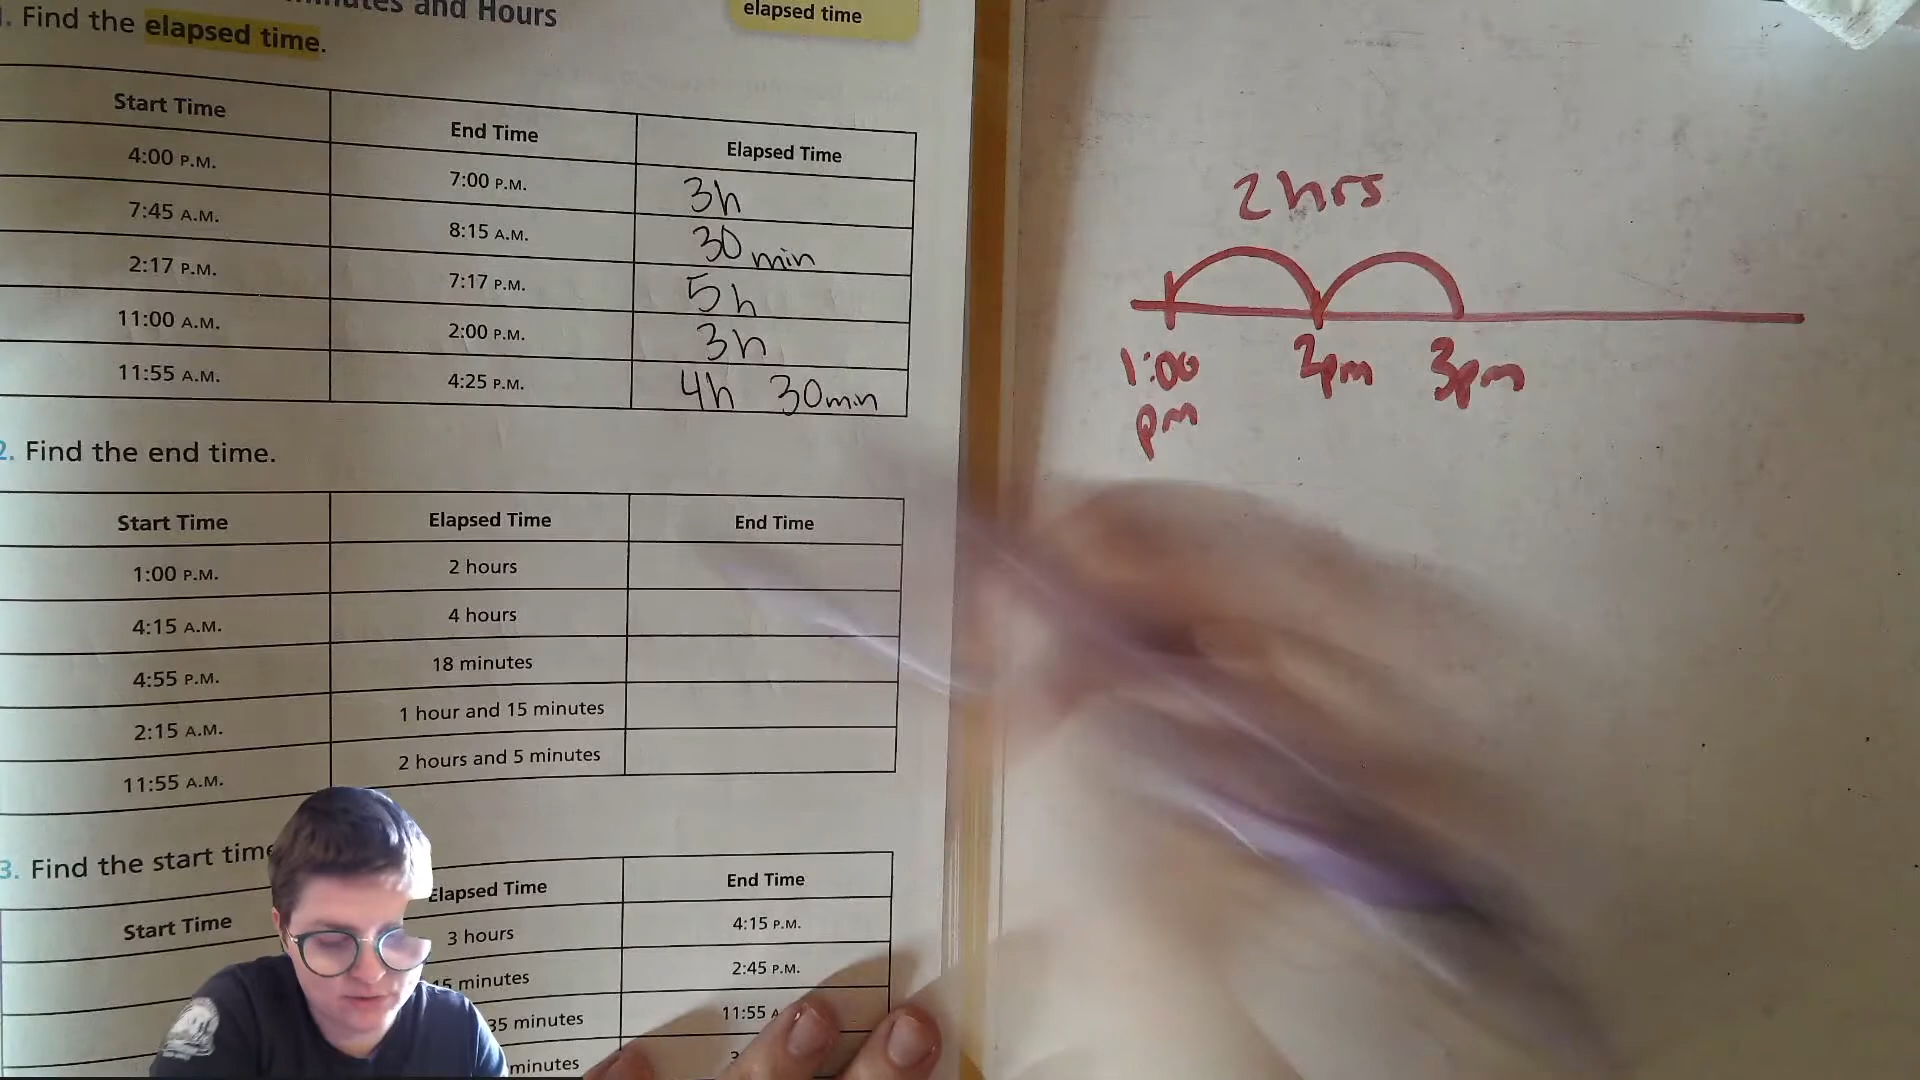 and Hours
elapsed time
. Find the elapsed time.
Start Time End Time Elapsed Time
4:00 P.M. 7:00 P.M. 3h
7:45 A.M. 8:15 A.M. 30 min
2:17 P.M. 7:17 P.M. 5h
11:00 A.M. 2:00 P.M. 3h
11:55 A.M. 4:25 P.M. 4h 30min
2. Find the end time.
Start Time Elapsed Time End Time
1:00 P.M. 2 hours
4:15 A.M. 4 hours
4:55 P.M. 18 minutes
2:15 A.M. 1 hour and 15 minutes
11:55 A.M. 2 hours and 5 minutes
3. Find the start
Start Time Elapsed Time End Time
3 hours 4:15 P.M.
minutes 2:45 P.M.
35 minutes 11:55
minutes
2 hrs
1:00 2pm 3pm
pm